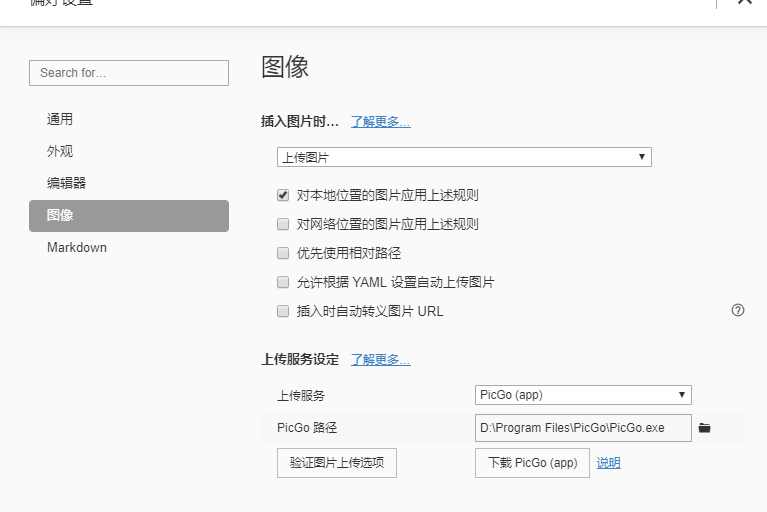 偏好设置
Search for...
图像
通用
外观
编辑器
图像
Markdown
插入图片时... 了解更多...
上传图片
对本地位置的图片应用上述规则
对网络位置的图片应用上述规则
优先使用相对路径
允许根据 YAML 设置自动上传图片
插入时自动转义图片 URL
上传服务设定 了解更多...
上传服务 PicGo (app)
PicGo 路径 D:\Program Files\PicGo\PicGo.exe
验证图片上传选项 下载 PicGo (app) 说明